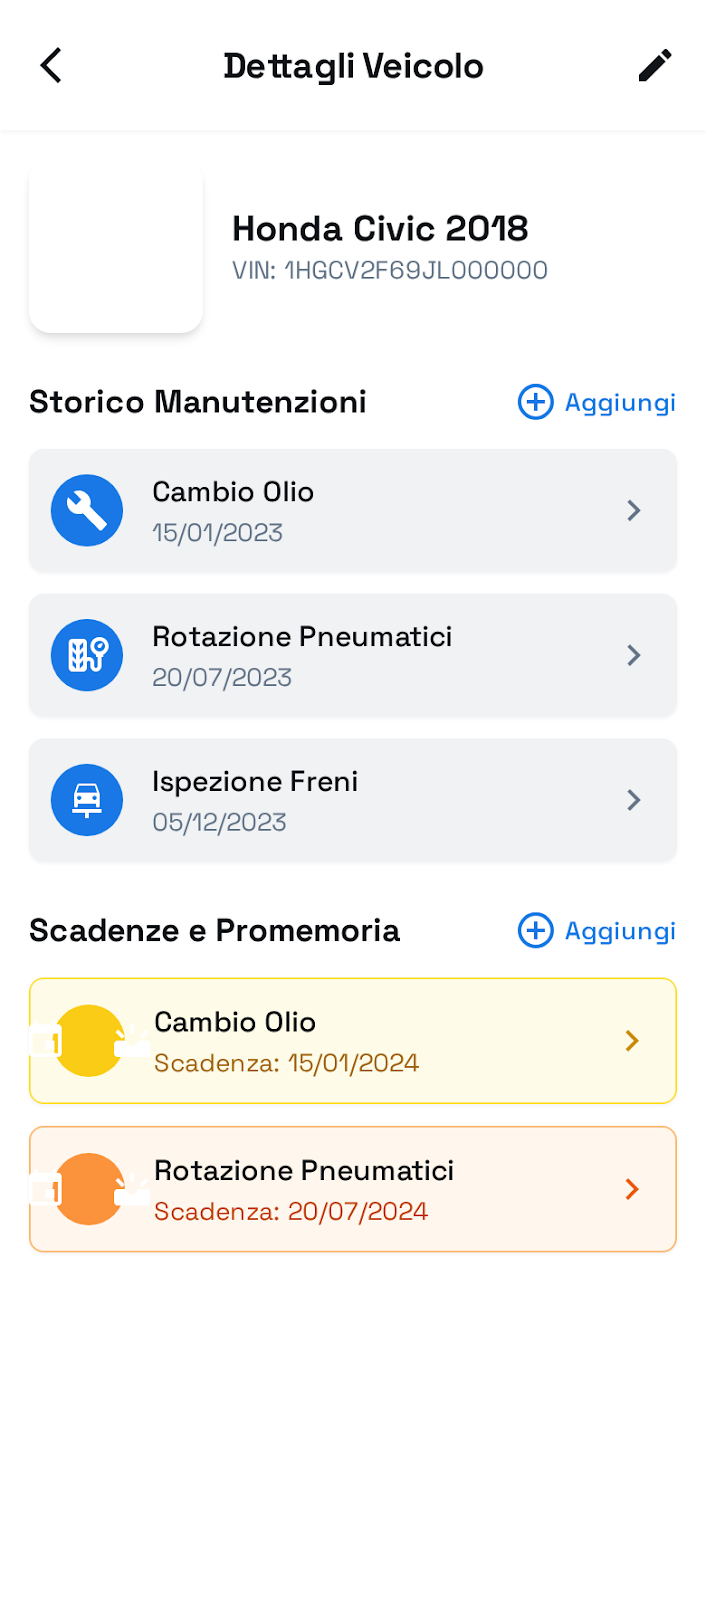 Dettagli Veicolo
Honda Civic 2018
VIN: 1HGCV2F69JL000000
Storico Manutenzioni
Aggiungi
Cambio Olio
15/01/2023
Rotazione Pneumatici
20/07/2023
Ispezione Freni
05/12/2023
Scadenze e Promemoria
Aggiungi
Cambio Olio
Scadenza: 15/01/2024
Rotazione Pneumatici
Scadenza: 20/07/2024